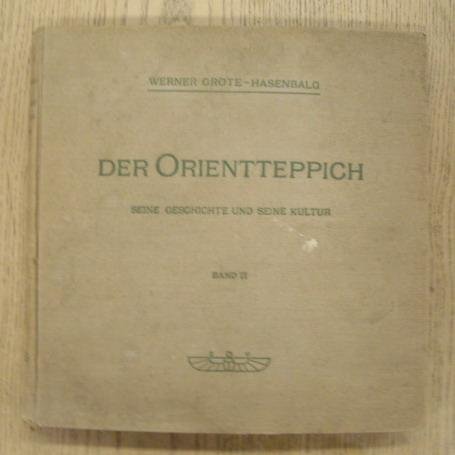 WERNER GROTE-HASENBALG
DER ORIENTTEPPICH
SEINE GESCHICHTE UND SEINE KULTUR
BAND II